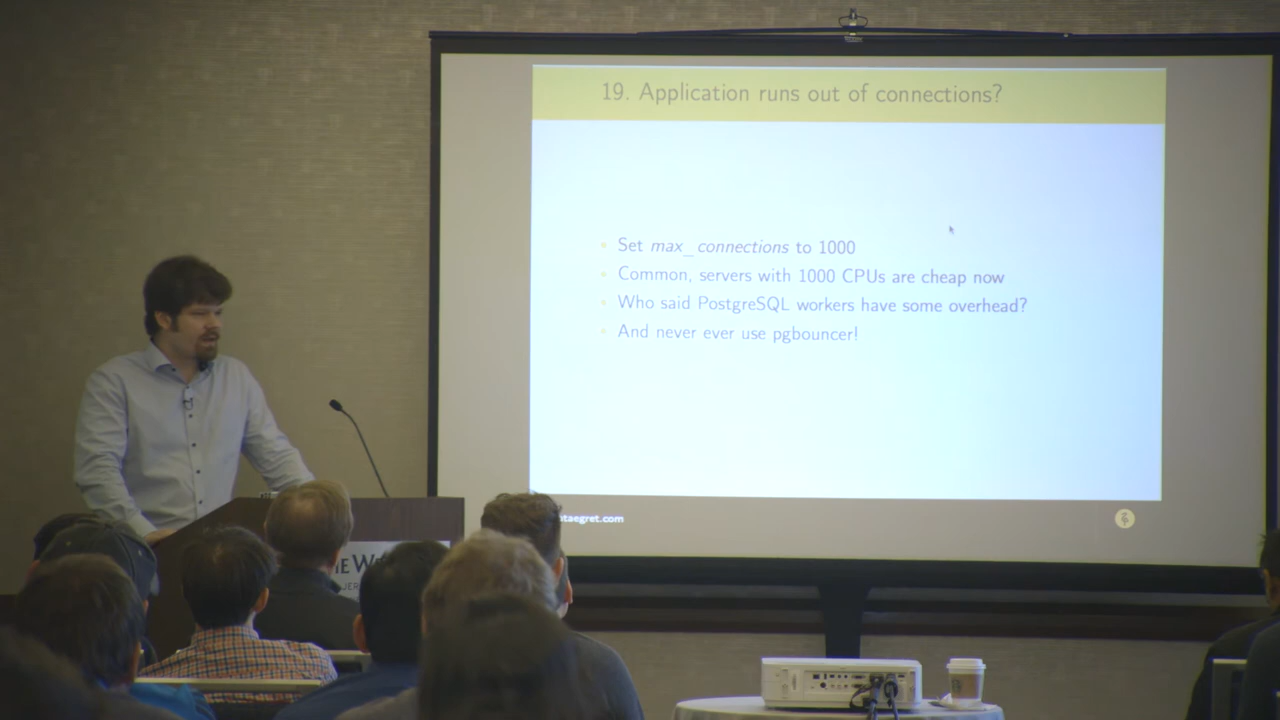 19. Application runs out of connections?
Set max_connections to 1000
Common, servers with 1000 CPUs are cheap now
Who said PostgreSQL workers have some overhead?
And never ever use pgbouncer!
taegret.com